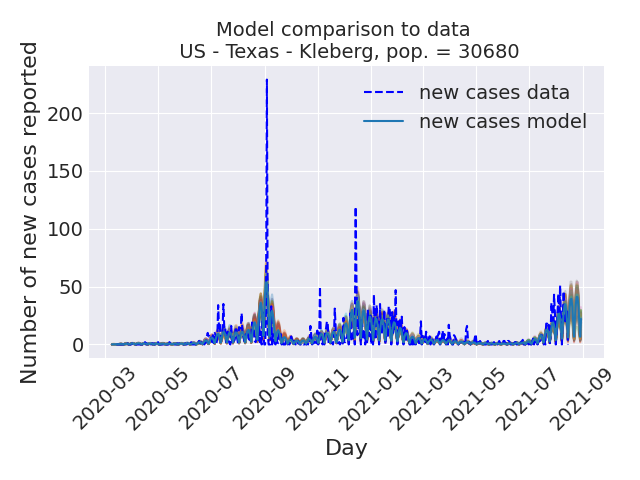 Model comparison to data
US - Texas - Kleberg, pop. = 30680
Number of new cases reported
200
150
100
50
0
new cases data
new cases model
2020-03
2020-05
2020-07
2020-09
2020-11
2021-01
2021-03
2021-05
2021-07
2021-09
Day